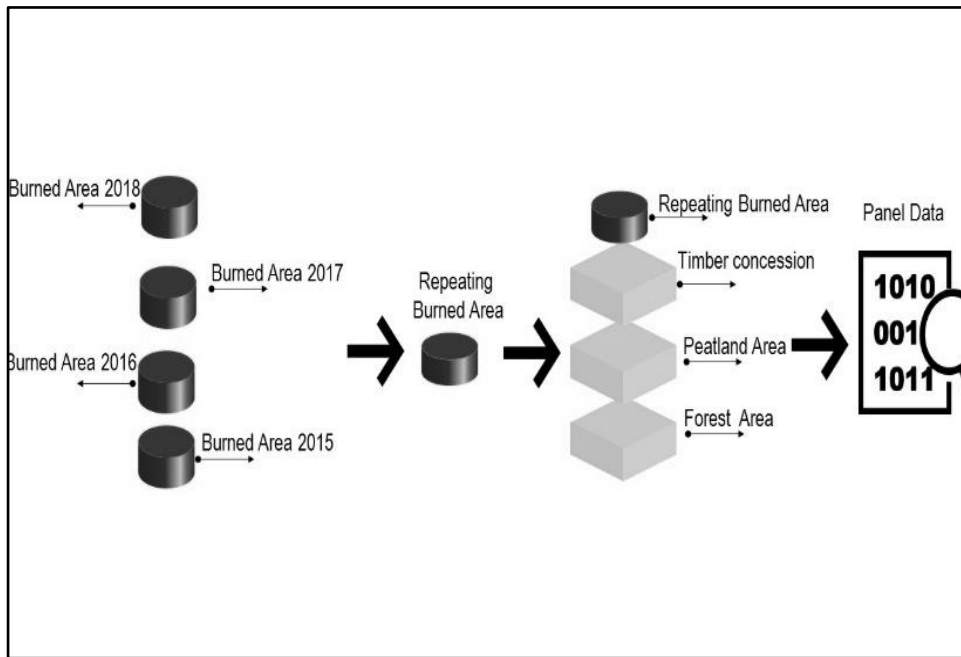 Burned Area 2018
Burned Area 2017
Burned Area 2016
Burned Area 2015
Repeating
Burned Area
Repeating Burned Area
Timber concession
Peatland Area
Forest Area
Panel Data
1010
001
1011